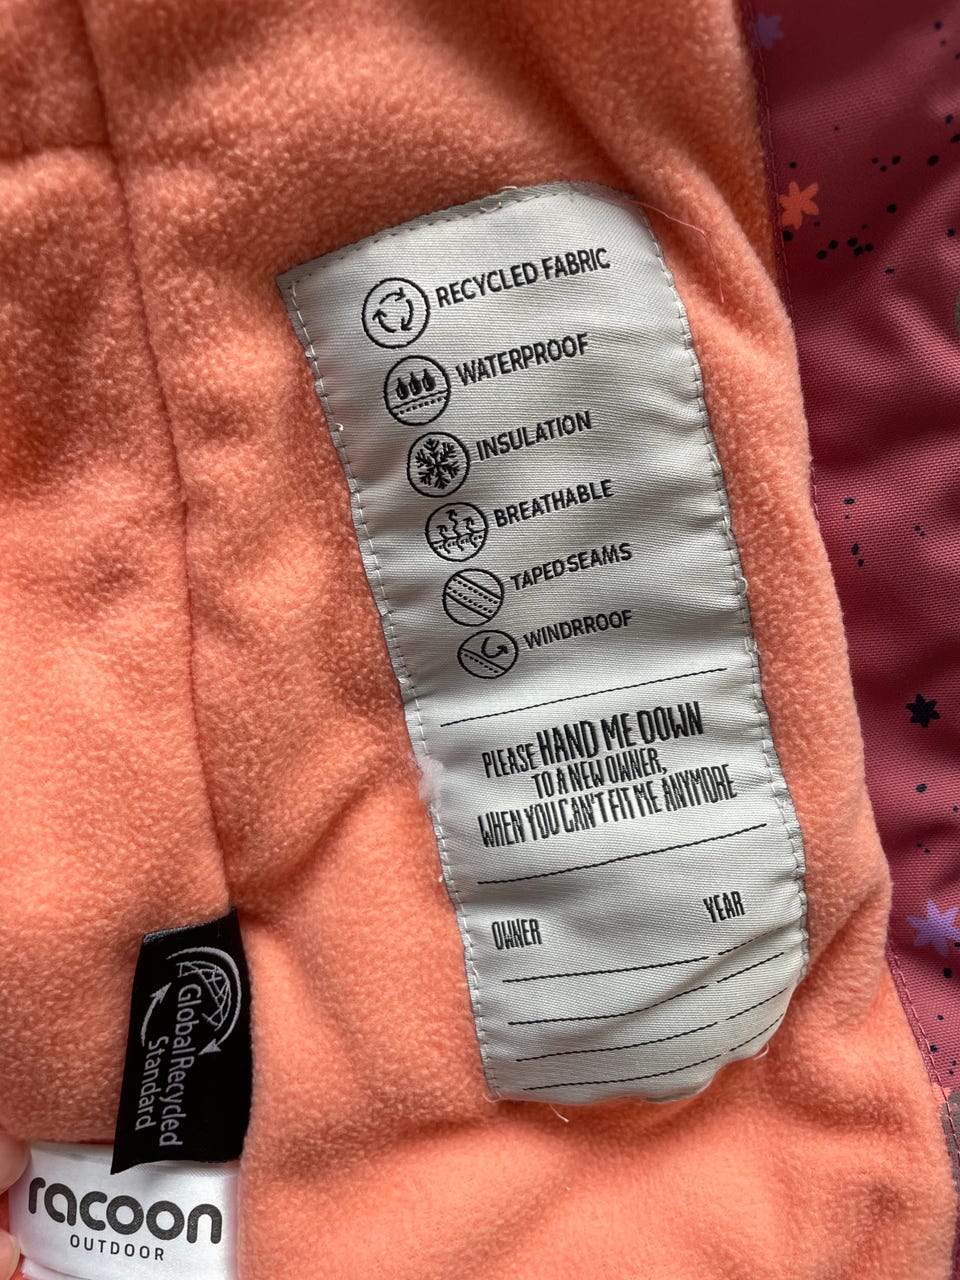 RECYCLED FABRIC
WATERPROOF
INSULATION
BREATHABLE
TAPED SEAMS
WINDRROOF
PLEASE HAND ME DOWN
TO A NEW OWNER,
WHEN YOU CAN'T FIT ME ANYMORE
OWNER YEAR
Global Recycled
Standard
racoon
OUTDOOR